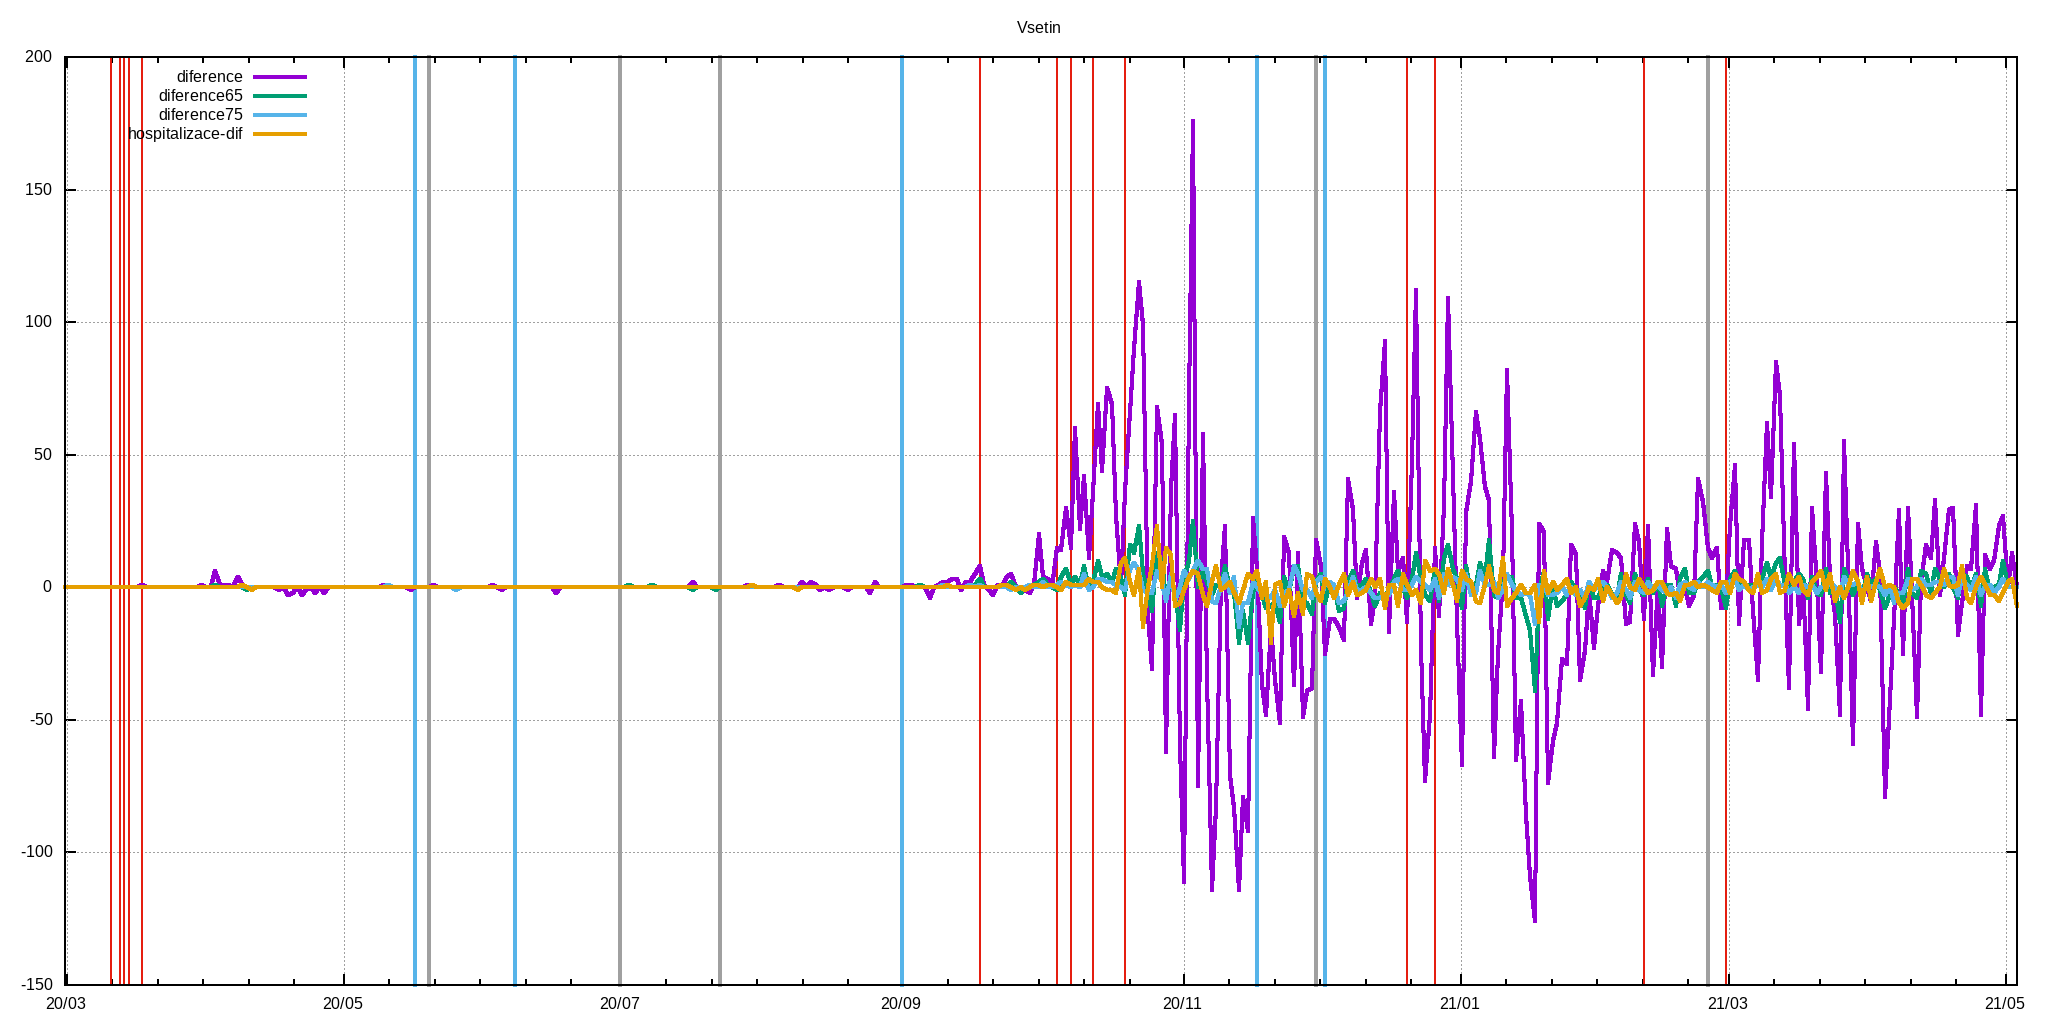 Vsetin
200
150
100
50
0
-50
-100
-150
diference
diference65
diference75
hospitalizace-dif
20/03 20/05 20/07 20/09 20/11 21/01 21/03 21/05